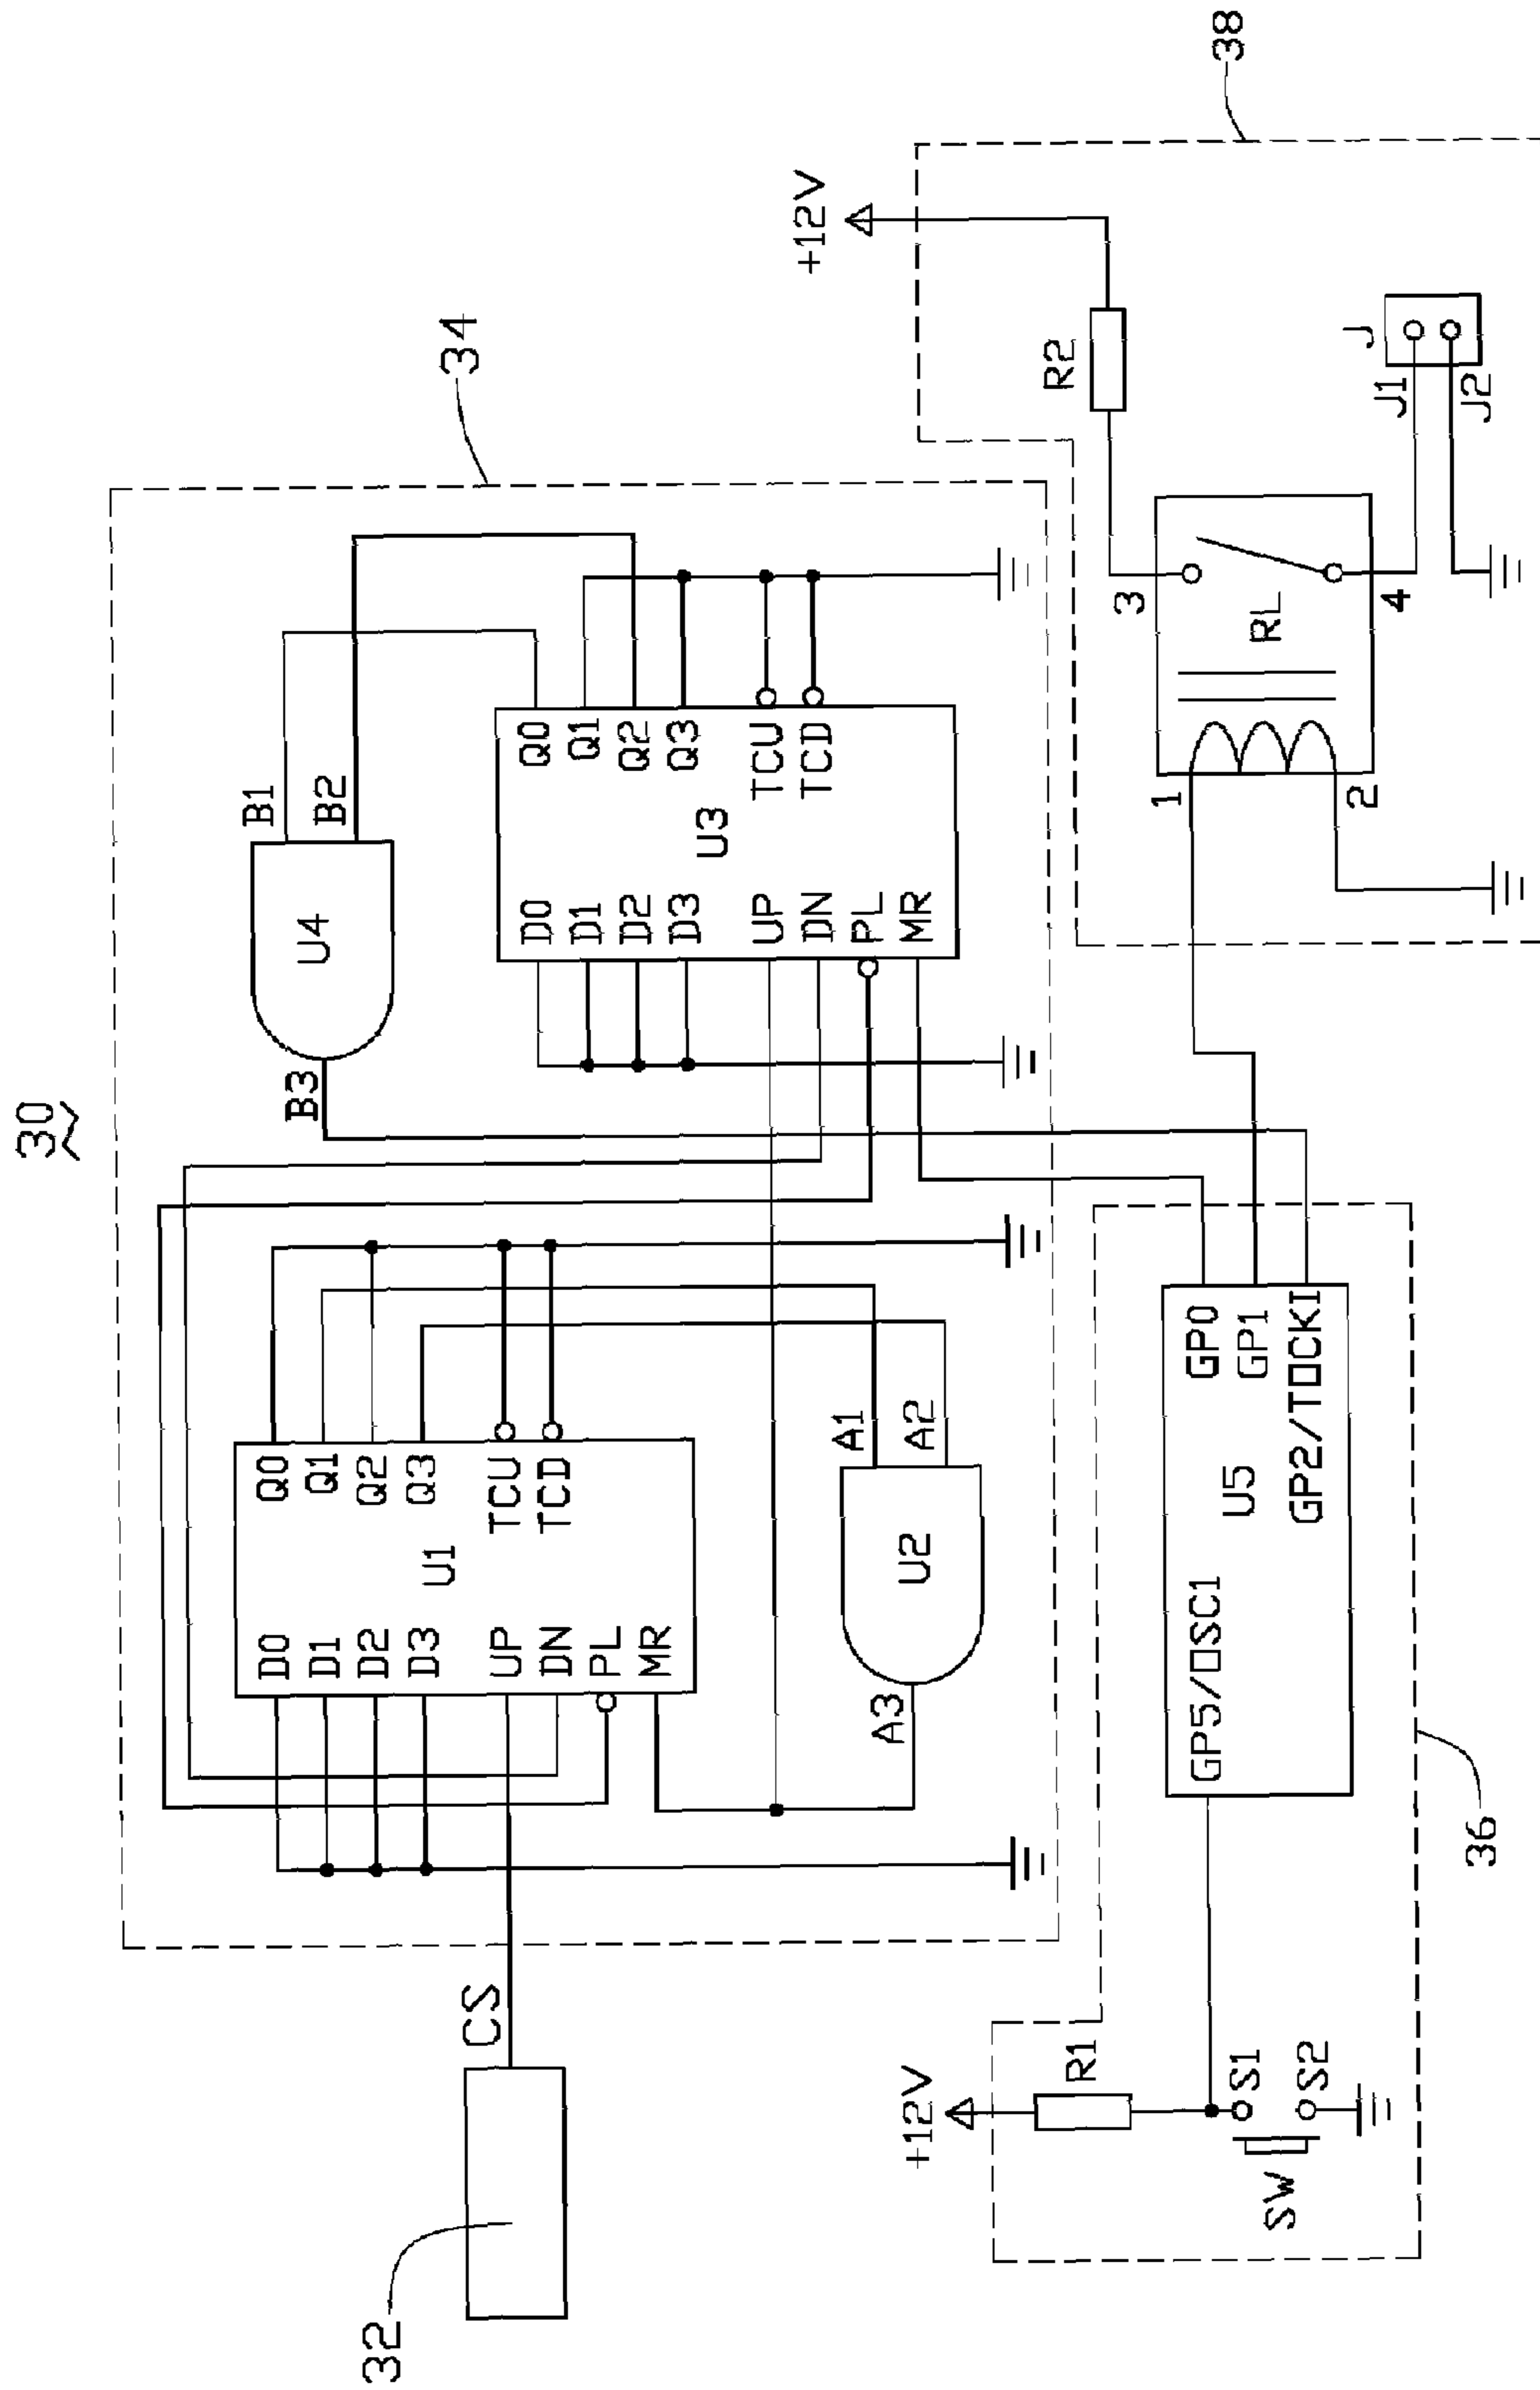 30
34
B1
B2
U4
B3
Q0
Q1
Q2
Q3
TCU
TCD
U3
D0
D1
D2
D3
UP
DN
PL
MR
Q0
Q1
Q2
Q3
TCU
TCD
U1
D0
D1
D2
D3
UP
DN
PL
MR
A1
A2
U2
A3
CS
32
+12V
38
R2
J
J1
J2
3
4
RL
1
2
GP0
GP1
GP2/TOCKI
U5
GP5/OSC1
36
+12V
R1
S1
S2
SW